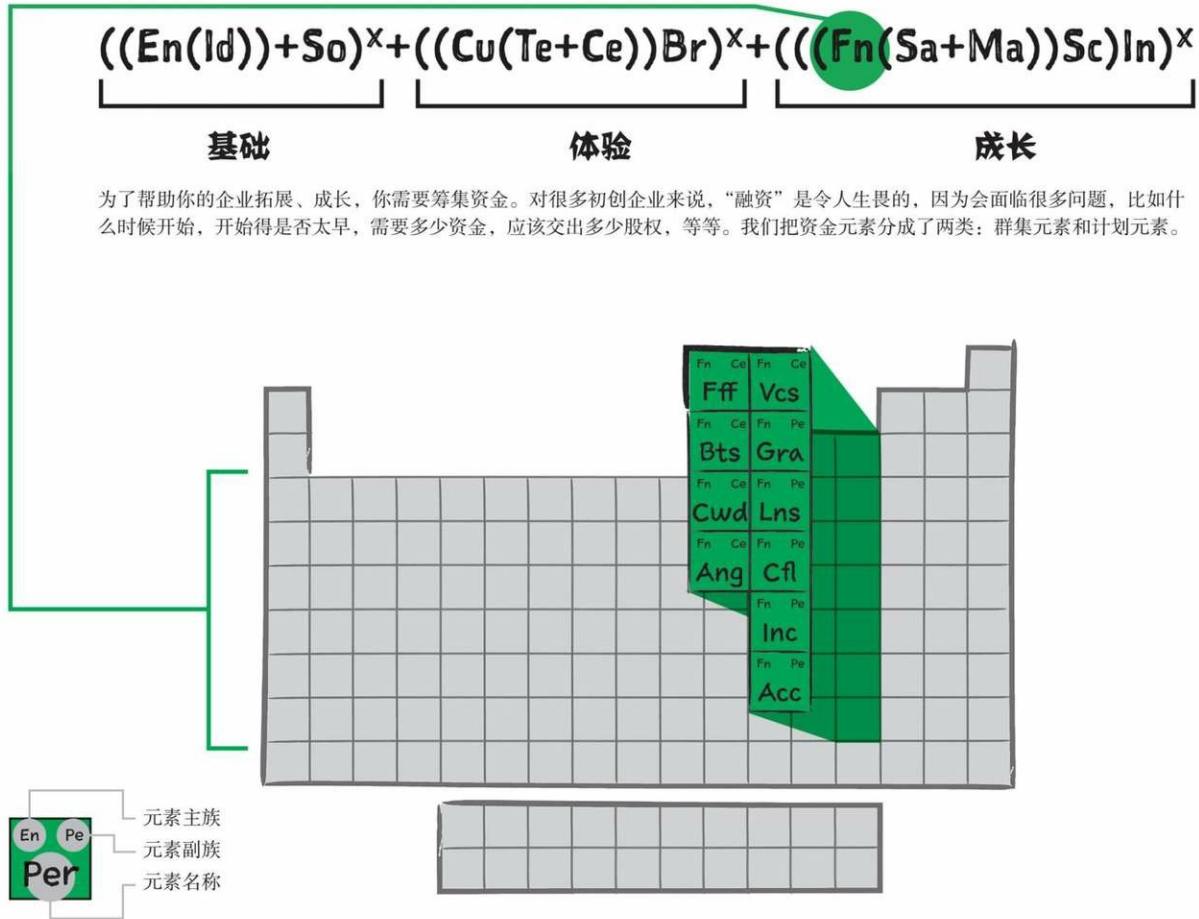 ((En(Id))+So)ˣ+((Cu(Te+Ce))Br)ˣ+(((Fn(Sa+Ma))Sc)In)ˣ
基础 体验 成长
为了帮助你的企业拓展、成长，你需要筹集资金。对很多初创企业来说，“融资”是令人生畏的，因为会面临很多问题，比如什
么时候开始，开始得是否太早，需要多少资金，应该交出多少股权，等等。我们把资金元素分成了两类：群集元素和计划元素。
Fn Ce Fn Ce
Fff Vcs
Fn Ce Fn Pe
Bts Gra
Fn Ce Fn Pe
Cwd Lns
Fn Ce Fn Pe
Ang Cfl
Fn Pe
Inc
Fn Pe
Acc
元素主族
En Pe
元素副族
Per
元素名称